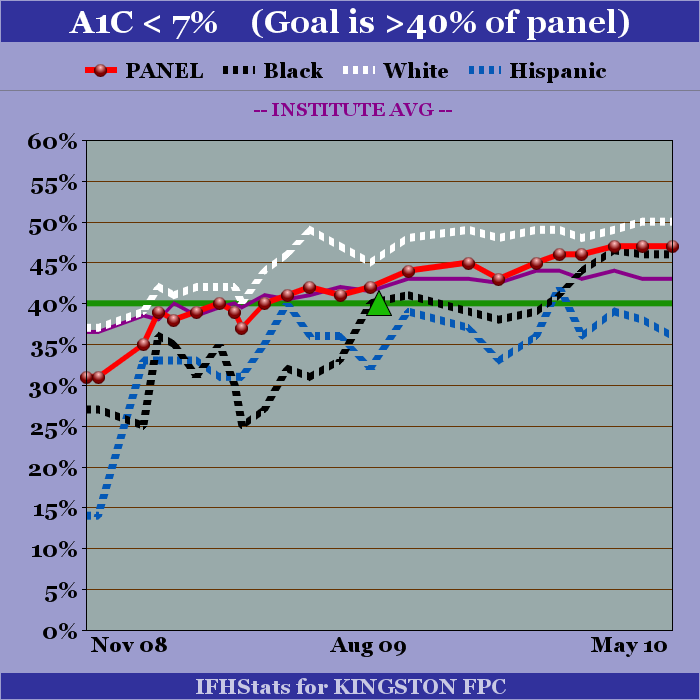 A1C < 7% (Goal is >40% of panel)
PANEL Black White Hispanic
-- INSTITUTE AVG --
60%
55%
50%
45%
40%
35%
30%
25%
20%
15%
10%
5%
0%
Nov 08 Aug 09 May 10
IFHStats for KINGSTON FPC